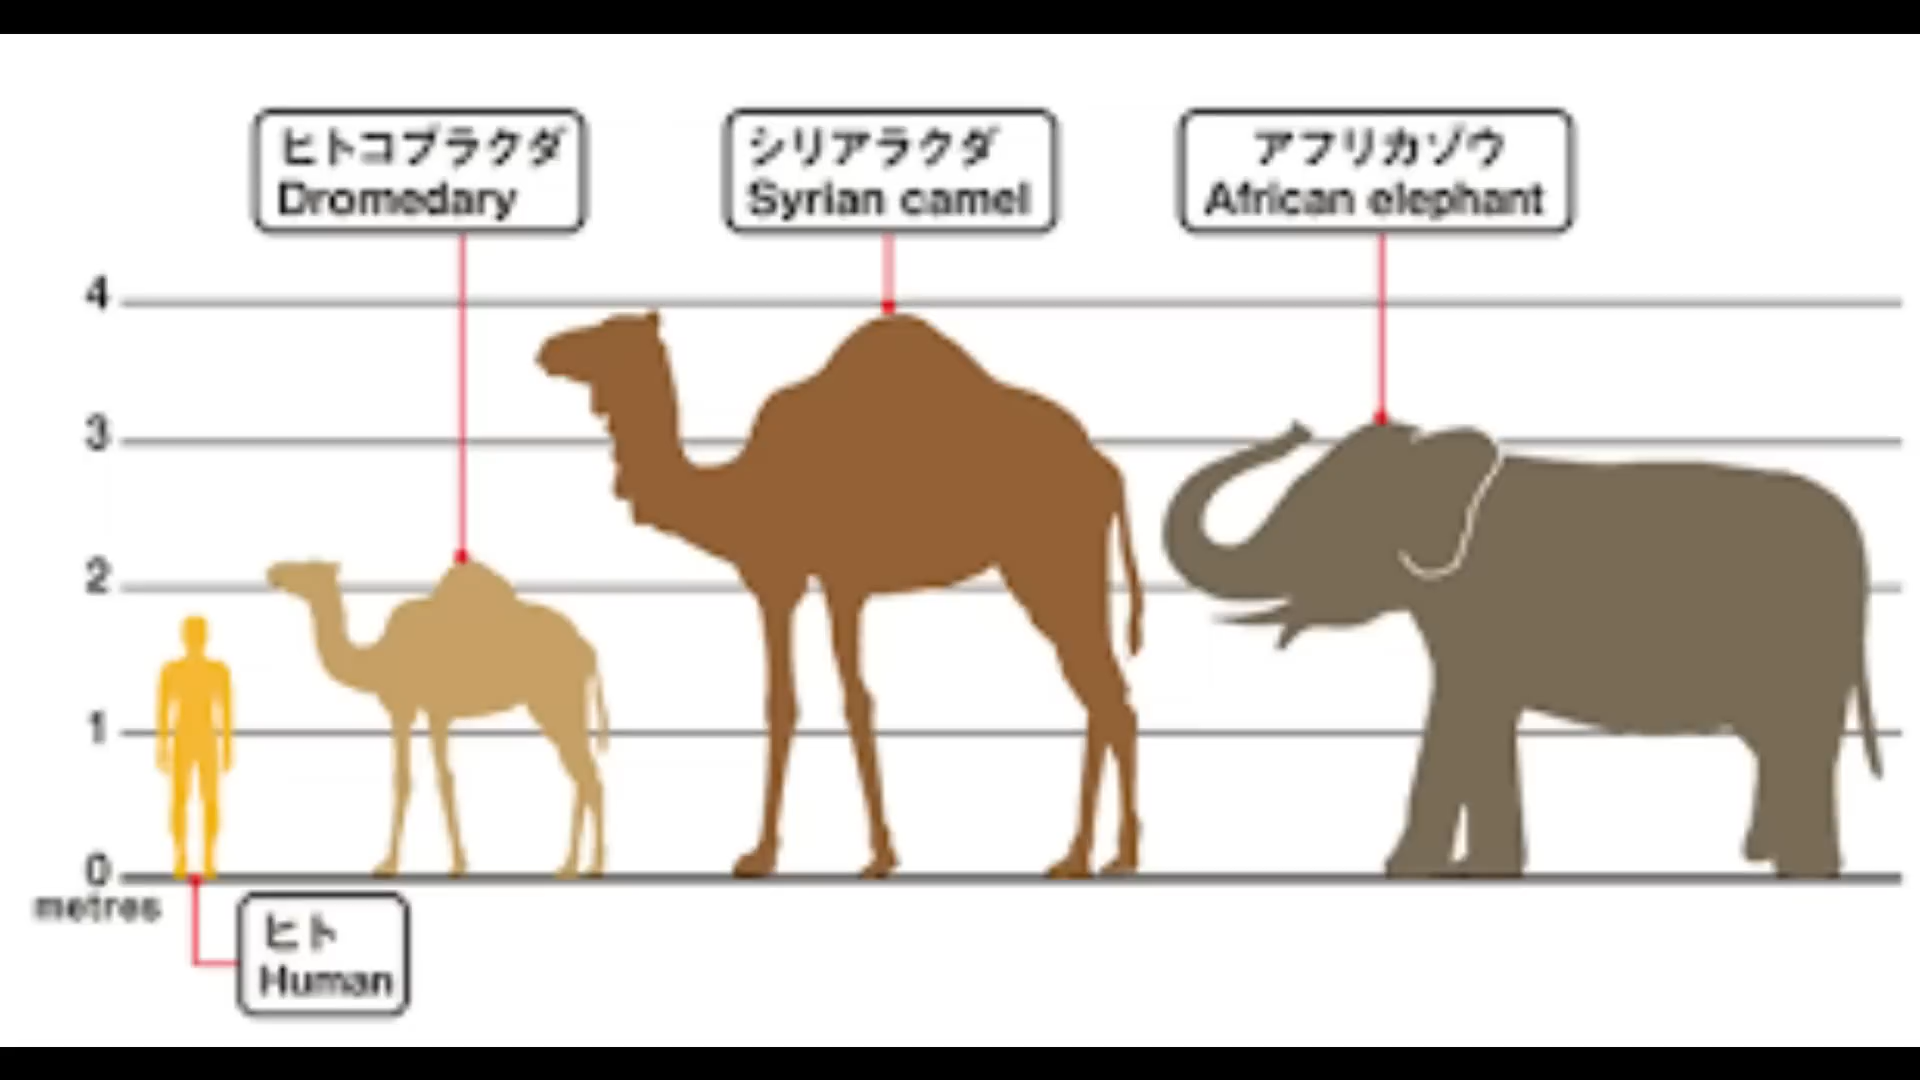 ヒトコブラクダ
Dromedary
シリアラクダ
Syrian camel
アフリカゾウ
African elephant
4
3
2
1
0
metres
ヒト
Human